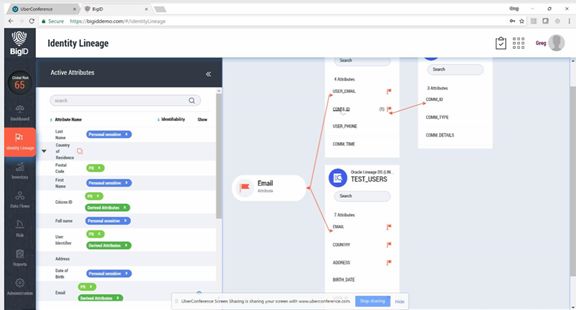 UberConference
BigID
Greg
Secure
https://bigiddemo.com/#/identityLineage
BigID
Identity Lineage
Greg
Global Risk
65
Dashboard
Identity Lineage
Inventory
Data Flows
Risk
Reports
Administration
Active Attributes
search
Attribute Name
Identifiability
Show
Last
Name
Personal sensitive
Country
of
Residence
Postal
Code
PII
First
Name
Personal sensitive
Citizen ID
PII
Derived Attributes
Full name
Personal sensitive
User
Identifier
PII
Derived Attributes
Address
Date of
Birth
Personal sensitive
Email
PII
Derived Attributes
Email
Attribute
Search
4 Attributes
USER_EMAIL
COMM_ID
(1)
USER_PHONE
COMM_TIME
Search
3 Attributes
COMM_ID
COMM_TYPE
COMM_DETAILS
Oracle Lineage DS (LIN...
TEST_USERS
Search
7 Attributes
EMAIL
COUNTRY
ADDRESS
BIRTH_DATE
UberConference Screen Sharing is sharing your screen with www.uberconference.com.
Stop sharing
Hide